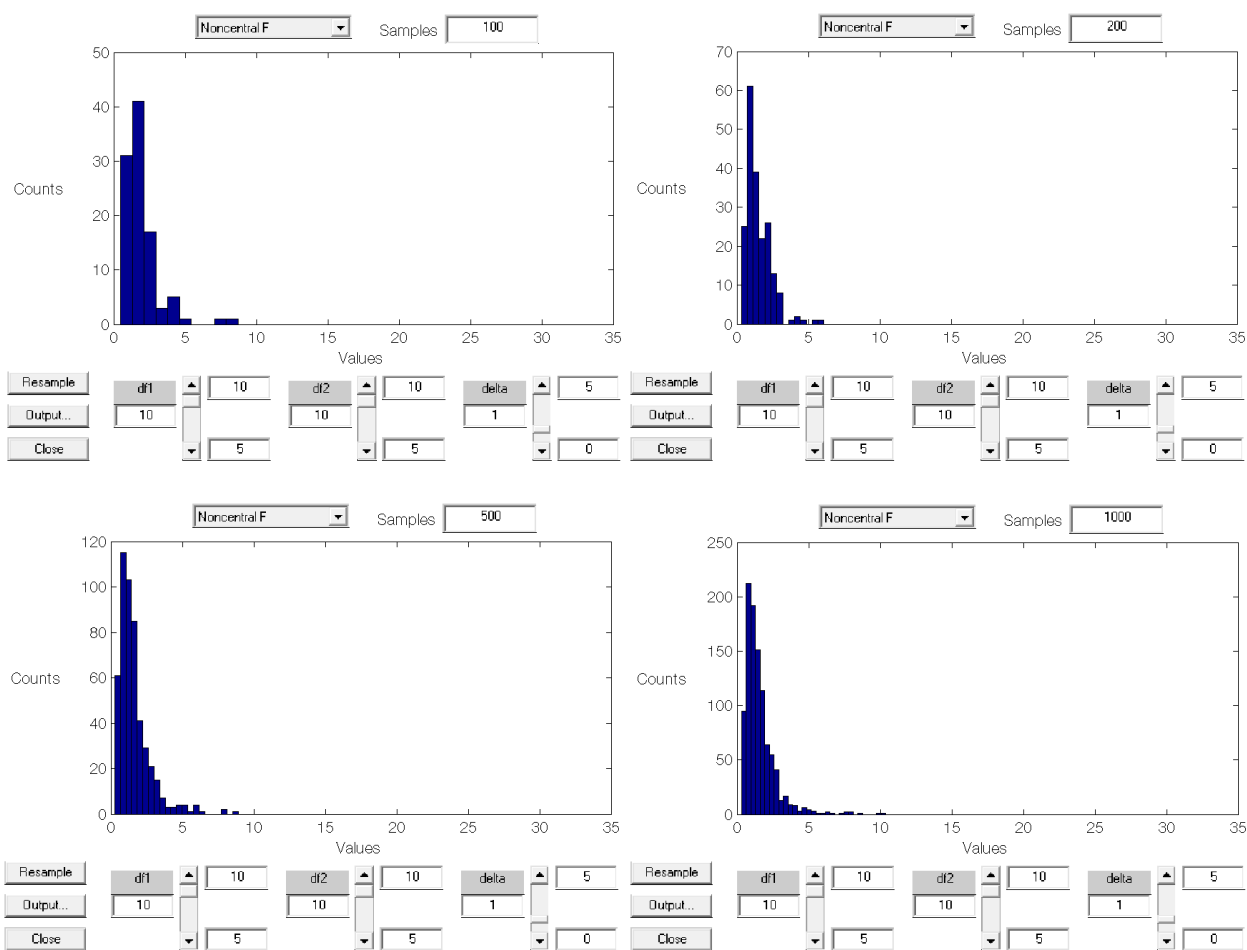 Noncentral F Samples 100
50
40
30
20
10
0
Counts
0 5 10 15 20 25 30 35
Values
Resample
Output...
Close
df1 10 10 5
df2 10 10 5
delta 1 5 0
Noncentral F Samples 200
70
60
50
40
30
20
10
0
Counts
0 5 10 15 20 25 30 35
Values
Resample
Output...
Close
df1 10 10 5
df2 10 10 5
delta 1 5 0
Noncentral F Samples 500
120
100
80
60
40
20
0
Counts
0 5 10 15 20 25 30 35
Values
Resample
Output...
Close
df1 10 10 5
df2 10 10 5
delta 1 5 0
Noncentral F Samples 1000
250
200
150
100
50
0
Counts
0 5 10 15 20 25 30 35
Values
Resample
Output...
Close
df1 10 10 5
df2 10 10 5
delta 1 5 0